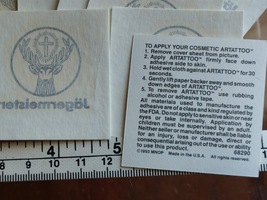 TO APPLY YOUR COSMETIC ARTATTOO™
1. Remove cover sheet from picture.
2. Apply ARTATTOO™ firmly face down
adhesive side to skin.
3. Hold wet cloth against ARTATTOO™ for 30
seconds.
4. Gently lift paper backer away and smooth
down edges of ARTATTOO™.
5. To remove ARTATTOO™ use rubbing
alcohol or adhesive tape.
All materials used to manufacture the
adhesive are of a class and kind regulated by
the FDA. Do not apply to sensitive skin or near
eyes or take internally. Application by
children must be supervised by an adult.
Neither seller or manufacturer shall be liable
for an injury, loss or damage, direct or
consequential arising out of the use or ability
to use this product.
©1993 MNOP Made in the U.S.A. All rights reserved.
Jägermeister